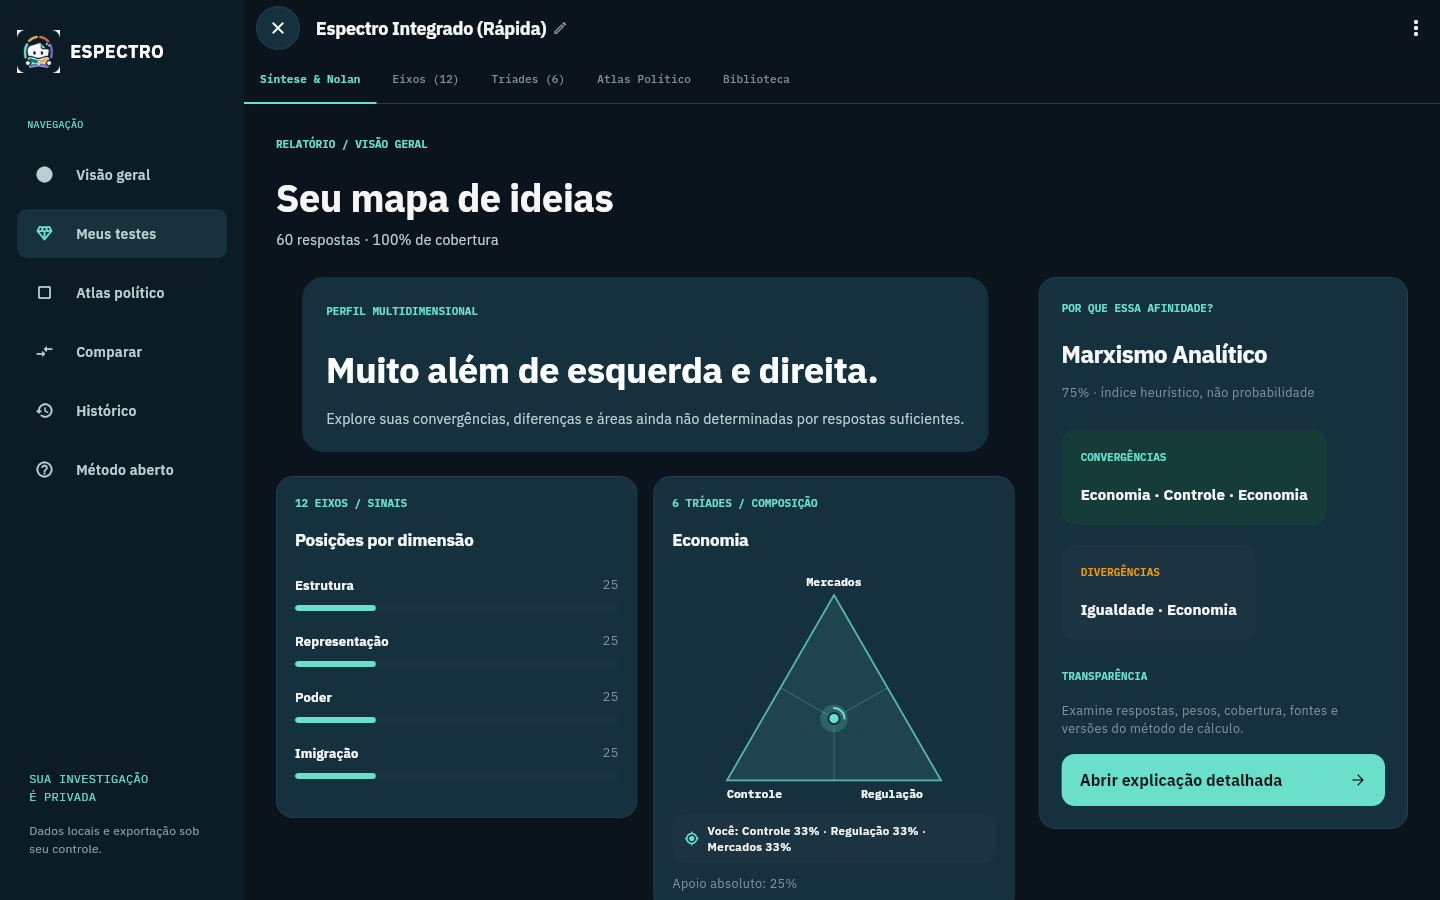 ESPECTRO
NAVEGAÇÃO
Visão geral
Meus testes
Atlas político
Comparar
Histórico
Método aberto
SUA INVESTIGAÇÃO
É PRIVADA
Dados locais e exportação sob
seu controle.
Espectro Integrado (Rápida)
Síntese & Nolan
Eixos (12)
Tríades (6)
Atlas Político
Biblioteca
RELATÓRIO / VISÃO GERAL
Seu mapa de ideias
60 respostas · 100% de cobertura
PERFIL MULTIDIMENSIONAL
Muito além de esquerda e direita.
Explore suas convergências, diferenças e áreas ainda não determinadas por respostas suficientes.
12 EIXOS / SINAIS
Posições por dimensão
Estrutura 25
Representação 25
Poder 25
Imigração 25
6 TRÍADES / COMPOSIÇÃO
Economia
Mercados
Controle
Regulação
Você: Controle 33% · Regulação 33% ·
Mercados 33%
Apoio absoluto: 25%
POR QUE ESSA AFINIDADE?
Marxismo Analítico
75% · índice heurístico, não probabilidade
CONVERGÊNCIAS
Economia · Controle · Economia
DIVERGÊNCIAS
Igualdade · Economia
TRANSPARÊNCIA
Examine respostas, pesos, cobertura, fontes e
versões do método de cálculo.
Abrir explicação detalhada